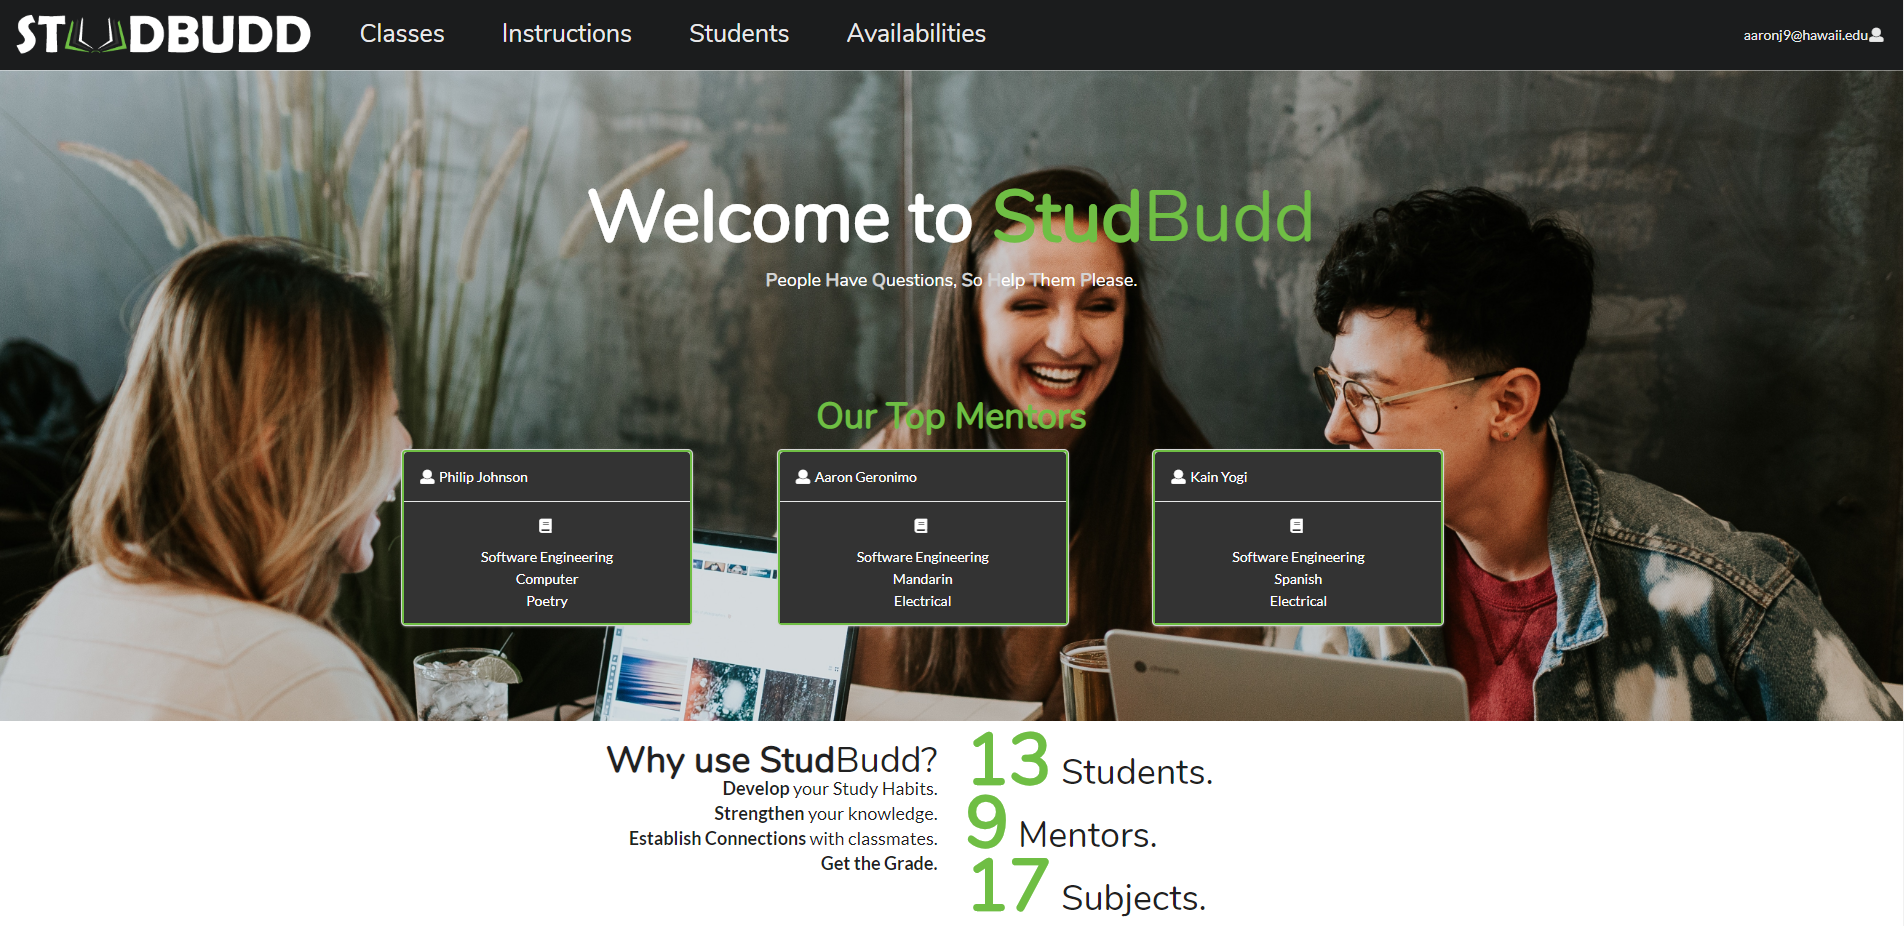 STUDBUDD
Classes
Instructions
Students
Availabilities
aaronj9@hawaii.edu
Welcome to StudBudd
People Have Questions, So Help Them Please.
Our Top Mentors
Philip Johnson
Software Engineering
Computer
Poetry
Aaron Geronimo
Software Engineering
Mandarin
Electrical
Kain Yogi
Software Engineering
Spanish
Electrical
chrome
Why use StudBudd?
Develop your Study Habits.
Strengthen your knowledge.
Establish Connections with classmates.
Get the Grade.
13 Students.
9 Mentors.
17 Subjects.